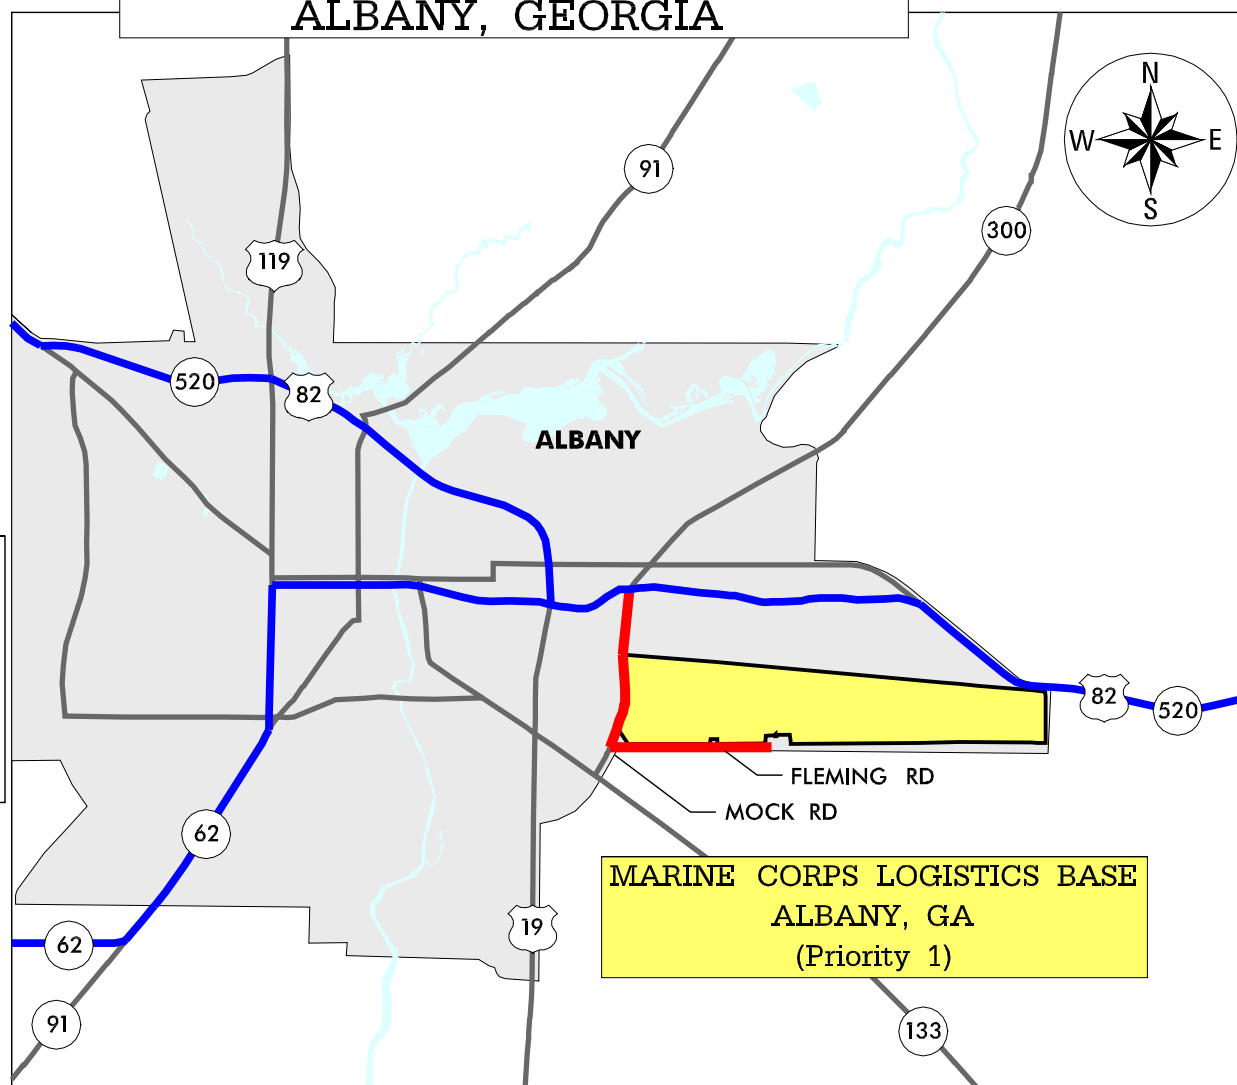 ALBANY, GEORGIA
N
W E
S
91
300
119
520
82
ALBANY
82
520
FLEMING RD
MOCK RD
62
MARINE CORPS LOGISTICS BASE
ALBANY, GA
(Priority 1)
19
62
91
133